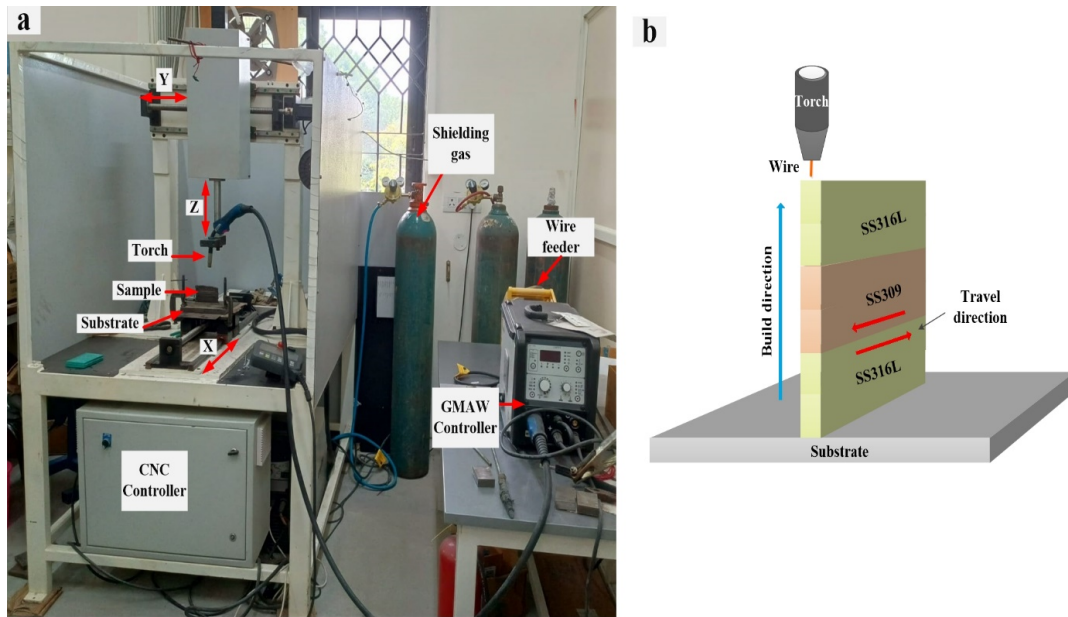 a
Y
Shielding
gas
Z
Wire
feeder
Torch
Sample
Substrate
X
GMAW
Controller
CNC
Controller
b
Torch
Wire
SS316L
Build direction
SS309
Travel
direction
SS316L
Substrate